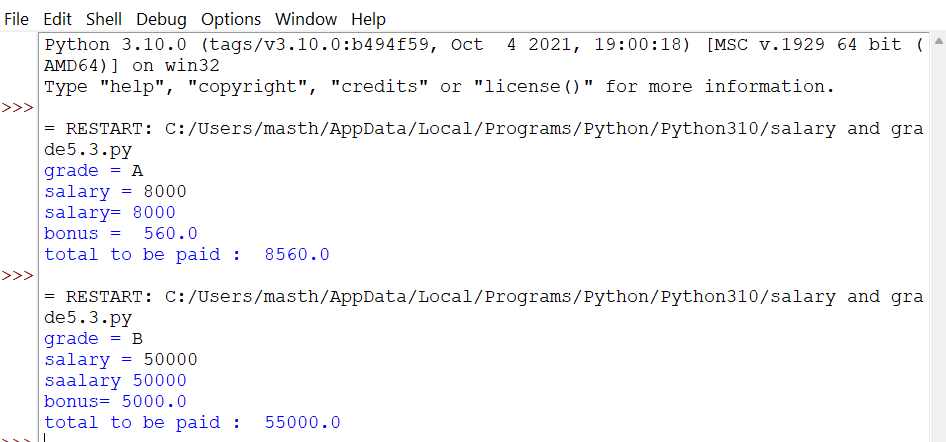 File Edit Shell Debug Options Window Help
Python 3.10.0 (tags/v3.10.0:b494f59, Oct  4 2021, 19:00:18) [MSC v.1929 64 bit (
AMD64)] on win32
Type "help", "copyright", "credits" or "license()" for more information.
>>>
= RESTART: C:/Users/masth/AppData/Local/Programs/Python/Python310/salary and gra
de5.3.py
grade = A
salary = 8000
salary= 8000
bonus =  560.0
total to be paid :  8560.0
>>>
= RESTART: C:/Users/masth/AppData/Local/Programs/Python/Python310/salary and gra
de5.3.py
grade = B
salary = 50000
saalary 50000
bonus= 5000.0
total to be paid :  55000.0
>>>